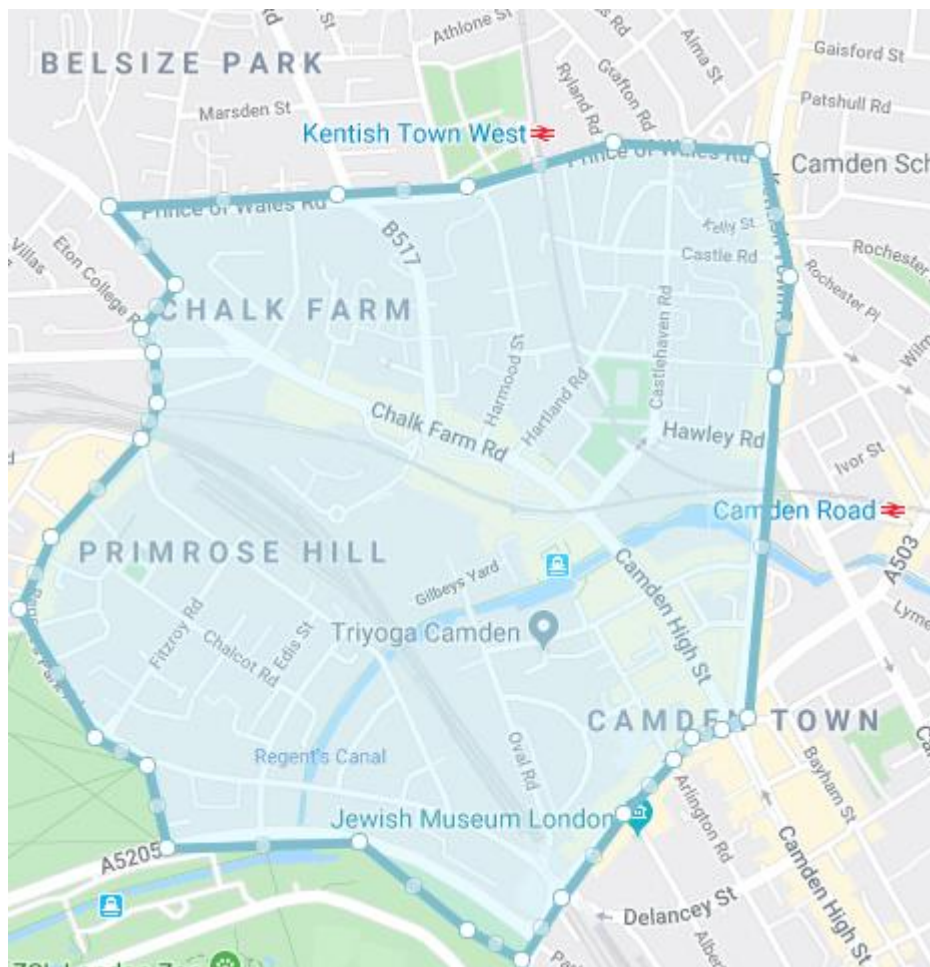 Athlone St
Alma St
Gaisford St
BELSIZE PARK
Grafton Rd
Ryland Rd
Patshull Rd
Marsden St
Kentish Town West
Prince of Wales Rd
Camden Sch
Prince of Wales Rd
Kelly St
Castle Rd
Rochester
Villas
Eton College R
B517
Rochester Pl
CHALK FARM
Castlehaven Rd
Wilm
Harmood St
Hartland Rd
Chalk Farm Rd
Hawley Rd
Ivor St
Camden Road
A503
PRIMROSE HILL
Gilbeys Yard
Camden High St
Lyme
Fitzroy Rd
Chalcot Rd
Edis St
Triyoga Camden
CAMDEN TOWN
Regent's Canal
Oval Rd
Bayham St
Jewish Museum London
Arlington Rd
A5205
Camden High St
Delancey St
Albe